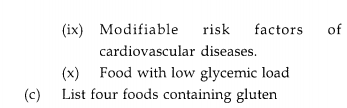 (ix) Modifiable risk factors of
cardiovascular diseases.
(x) Food with low glycemic load
(c) List four foods containing gluten